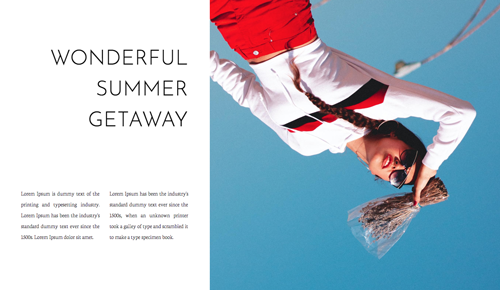 WONDERFUL
SUMMER
GETAWAY
Lorem Ipsum is dummy text of the
printing and typesetting industry.
Lorem Ipsum has been the industry's
standard dummy text ever since the
1500s. Lorem Ipsum dolor sit amet.
Lorem Ipsum has been the industry's
standard dummy text ever since the
1500s, when an unknown printer
took a galley of type and scrambled it
to make a type specimen book.